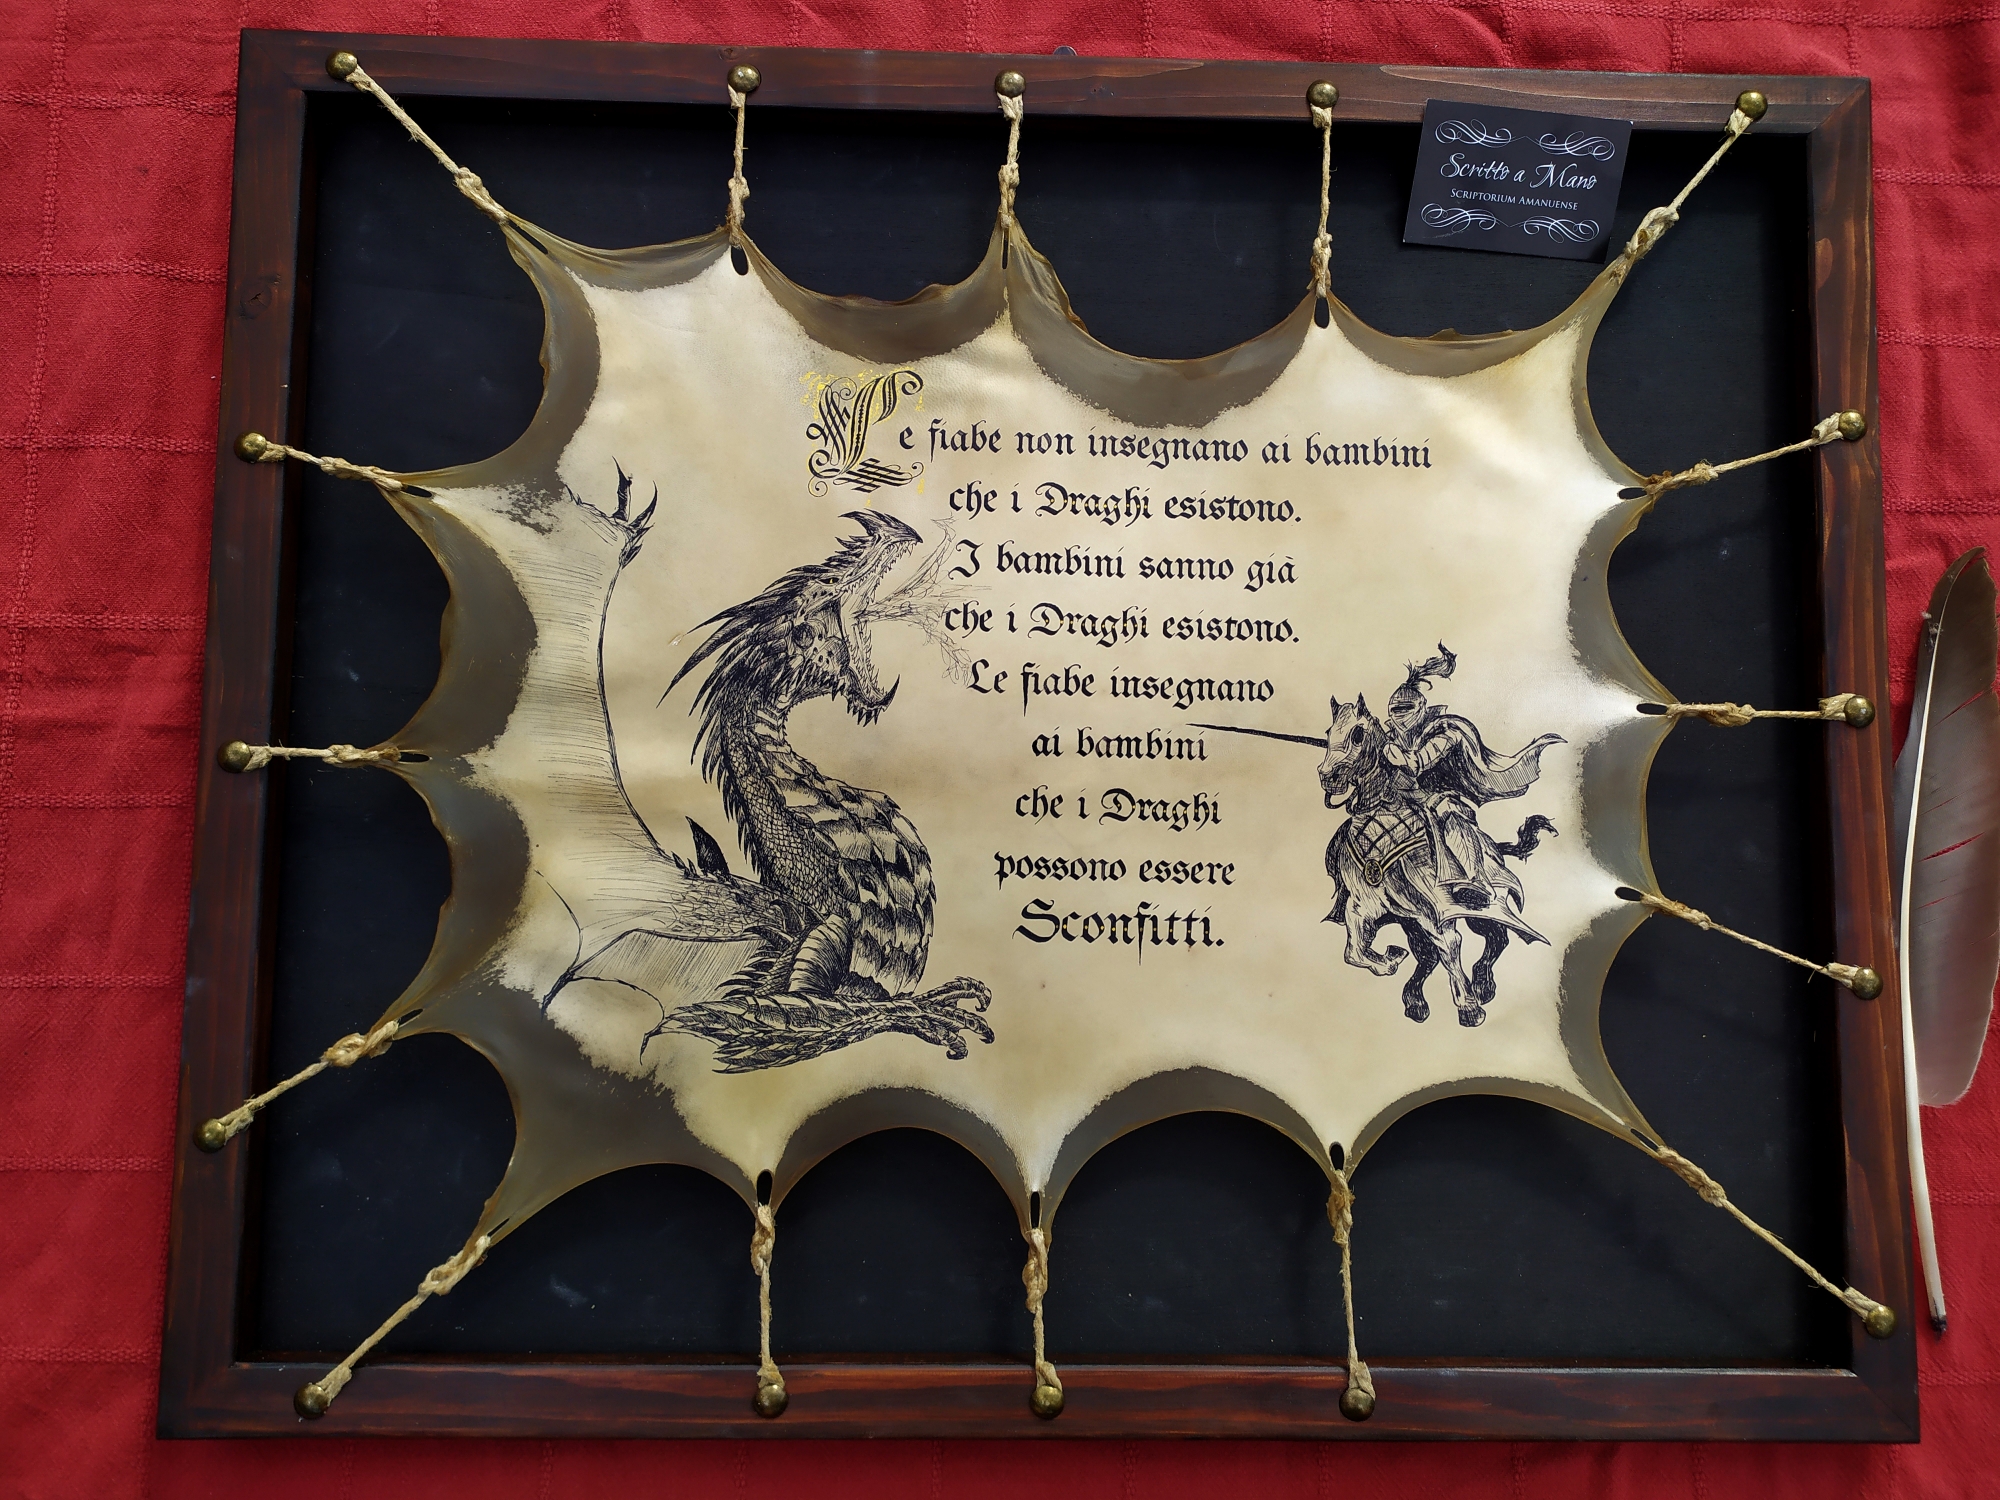 Scritto a Mano
Scriptorium Amanuense
Le fiabe non insegnano ai bambini
che i Draghi esistono.
I bambini sanno già
che i Draghi esistono.
Le fiabe insegnano
ai bambini
che i Draghi
possono essere
Sconfitti.